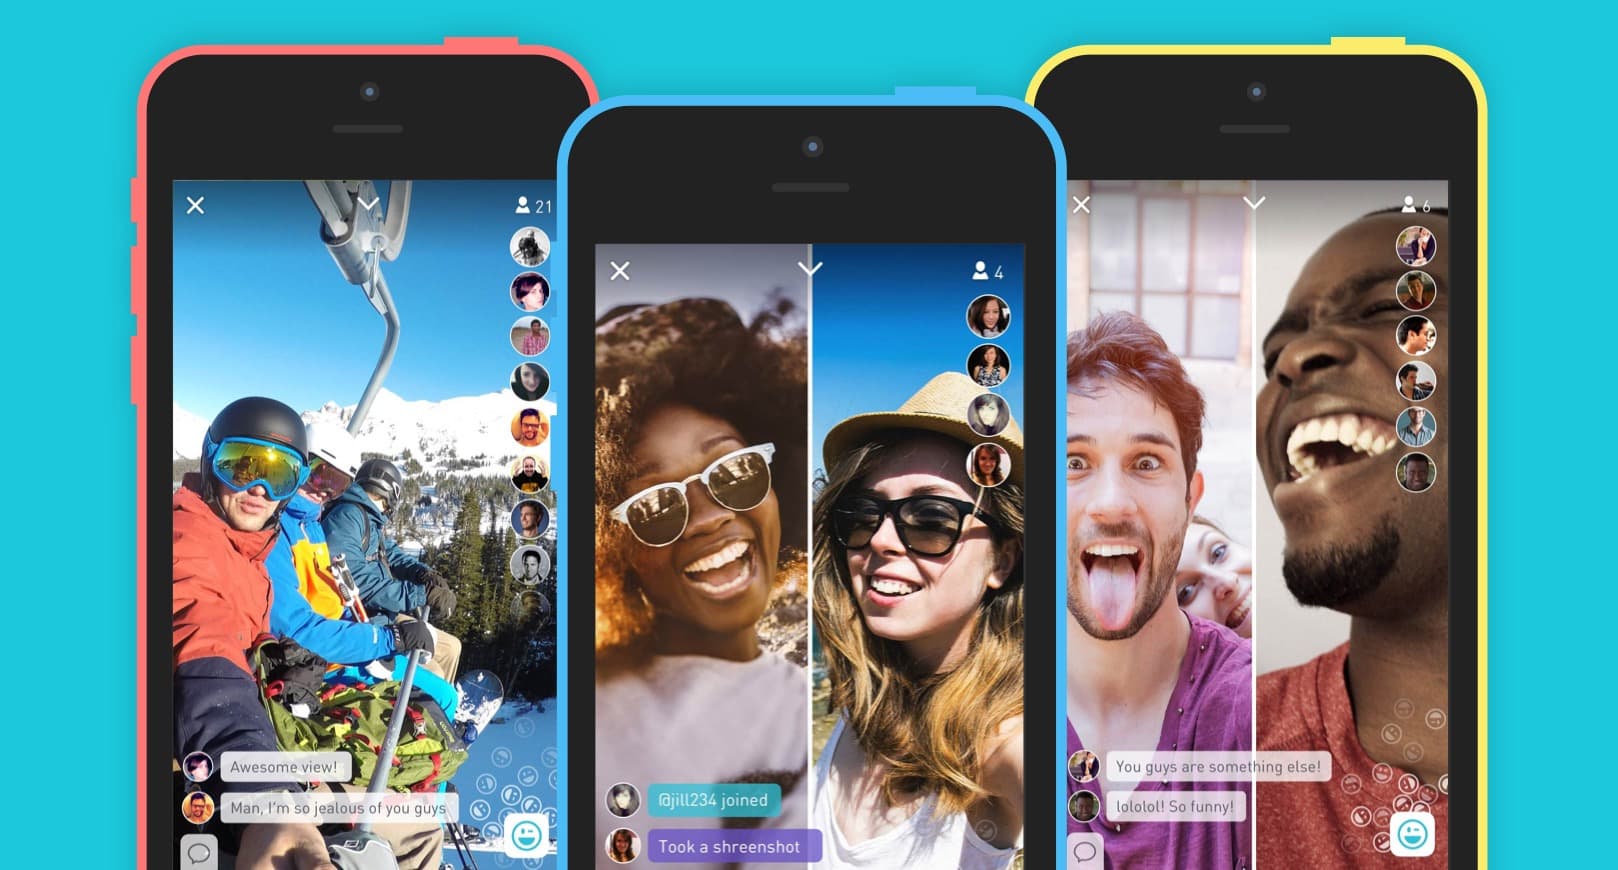 21
Awesome view!
Man, I'm so jealous of you guys
4
@jill234 joined
Took a shreenshot
6
You guys are something else!
lololol! So funny!